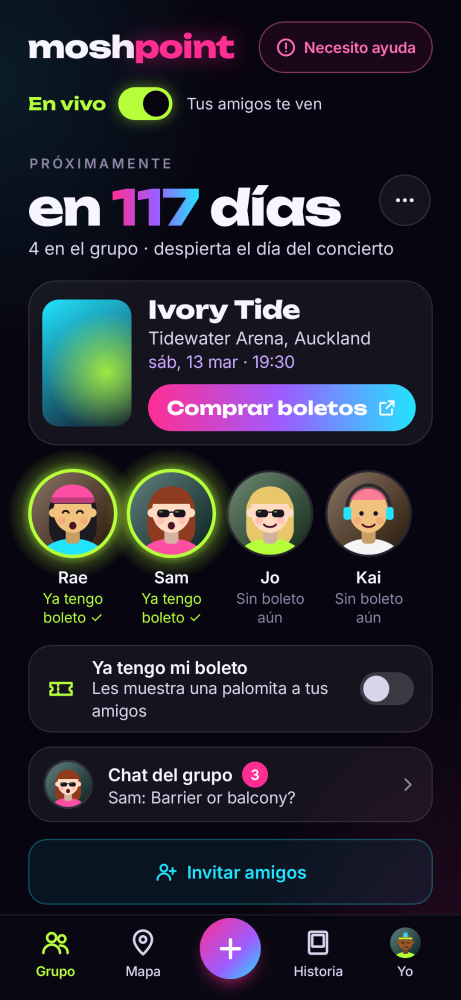 moshpoint
Necesito ayuda
En vivo
Tus amigos te ven
PRÓXIMAMENTE
en 117 días
4 en el grupo · despierta el día del concierto
Ivory Tide
Tidewater Arena, Auckland
sáb, 13 mar · 19:30
Comprar boletos
Rae
Ya tengo
boleto ✓
Sam
Ya tengo
boleto ✓
Jo
Sin boleto
aún
Kai
Sin boleto
aún
Ya tengo mi boleto
Les muestra una palomita a tus
amigos
Chat del grupo 3
Sam: Barrier or balcony?
Invitar amigos
Grupo
Mapa
Historia
Yo